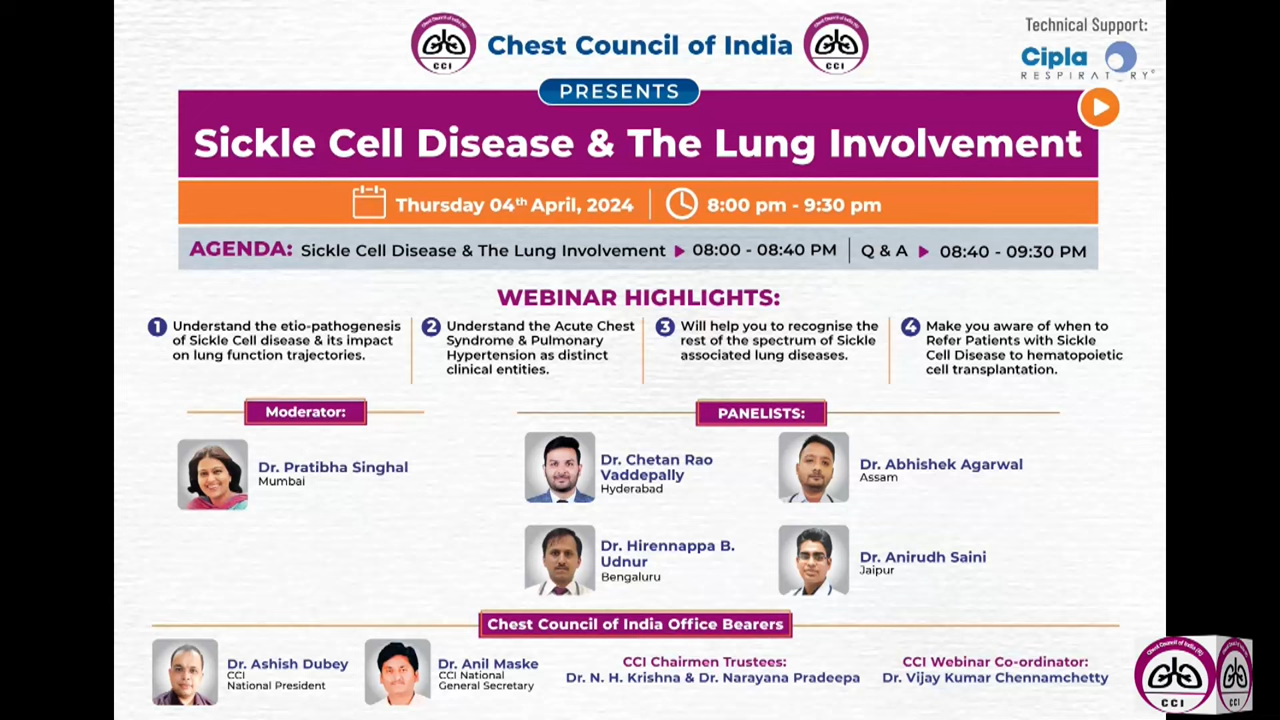 Chest Council of India
CCI
CCI
Technical Support:
Cipla
RESPIRATORY
PRESENTS
Sickle Cell Disease & The Lung Involvement
Thursday 04th April, 2024
8:00 pm - 9:30 pm
AGENDA: Sickle Cell Disease & The Lung Involvement 08:00 - 08:40 PM Q & A 08:40 - 09:30 PM
WEBINAR HIGHLIGHTS:
1 Understand the etio-pathogenesis
of Sickle Cell disease & its impact
on lung function trajectories.
2 Understand the Acute Chest
Syndrome & Pulmonary
Hypertension as distinct
clinical entities.
3 Will help you to recognise the
rest of the spectrum of Sickle
associated lung diseases.
4 Make you aware of when to
Refer Patients with Sickle
Cell Disease to hematopoietic
cell transplantation.
Moderator:
Dr. Pratibha Singhal
Mumbai
PANELISTS:
Dr. Chetan Rao
Vaddepally
Hyderabad
Dr. Abhishek Agarwal
Assam
Dr. Hirennappa B.
Udnur
Bengaluru
Dr. Anirudh Saini
Jaipur
Chest Council of India Office Bearers
Dr. Ashish Dubey
CCI
National President
Dr. Anil Maske
CCI National
General Secretary
CCI Chairmen Trustees:
Dr. N. H. Krishna & Dr. Narayana Pradeepa
CCI Webinar Co-ordinator:
Dr. Vijay Kumar Chennamchetty
CCI
CCI